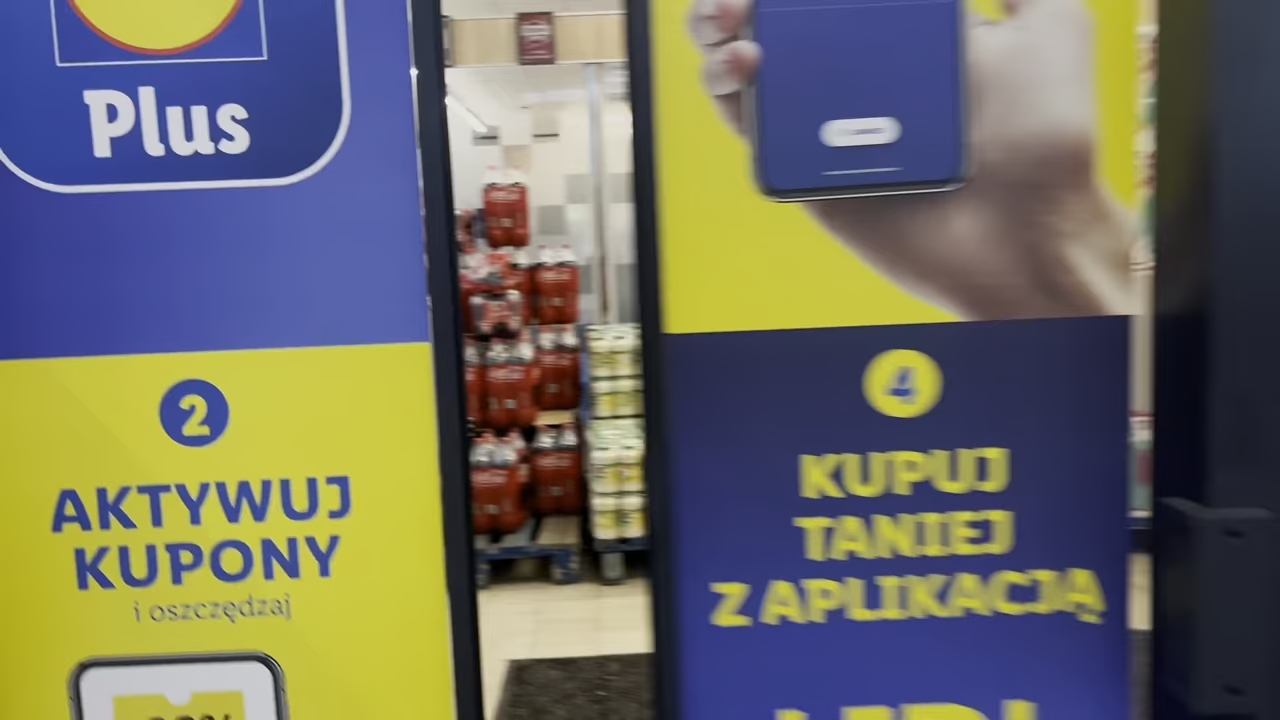 Plus
2
AKTYWUJ
KUPONY
i oszczędzaj
4
KUPUJ
TANIEJ
Z APLIKACJĄ